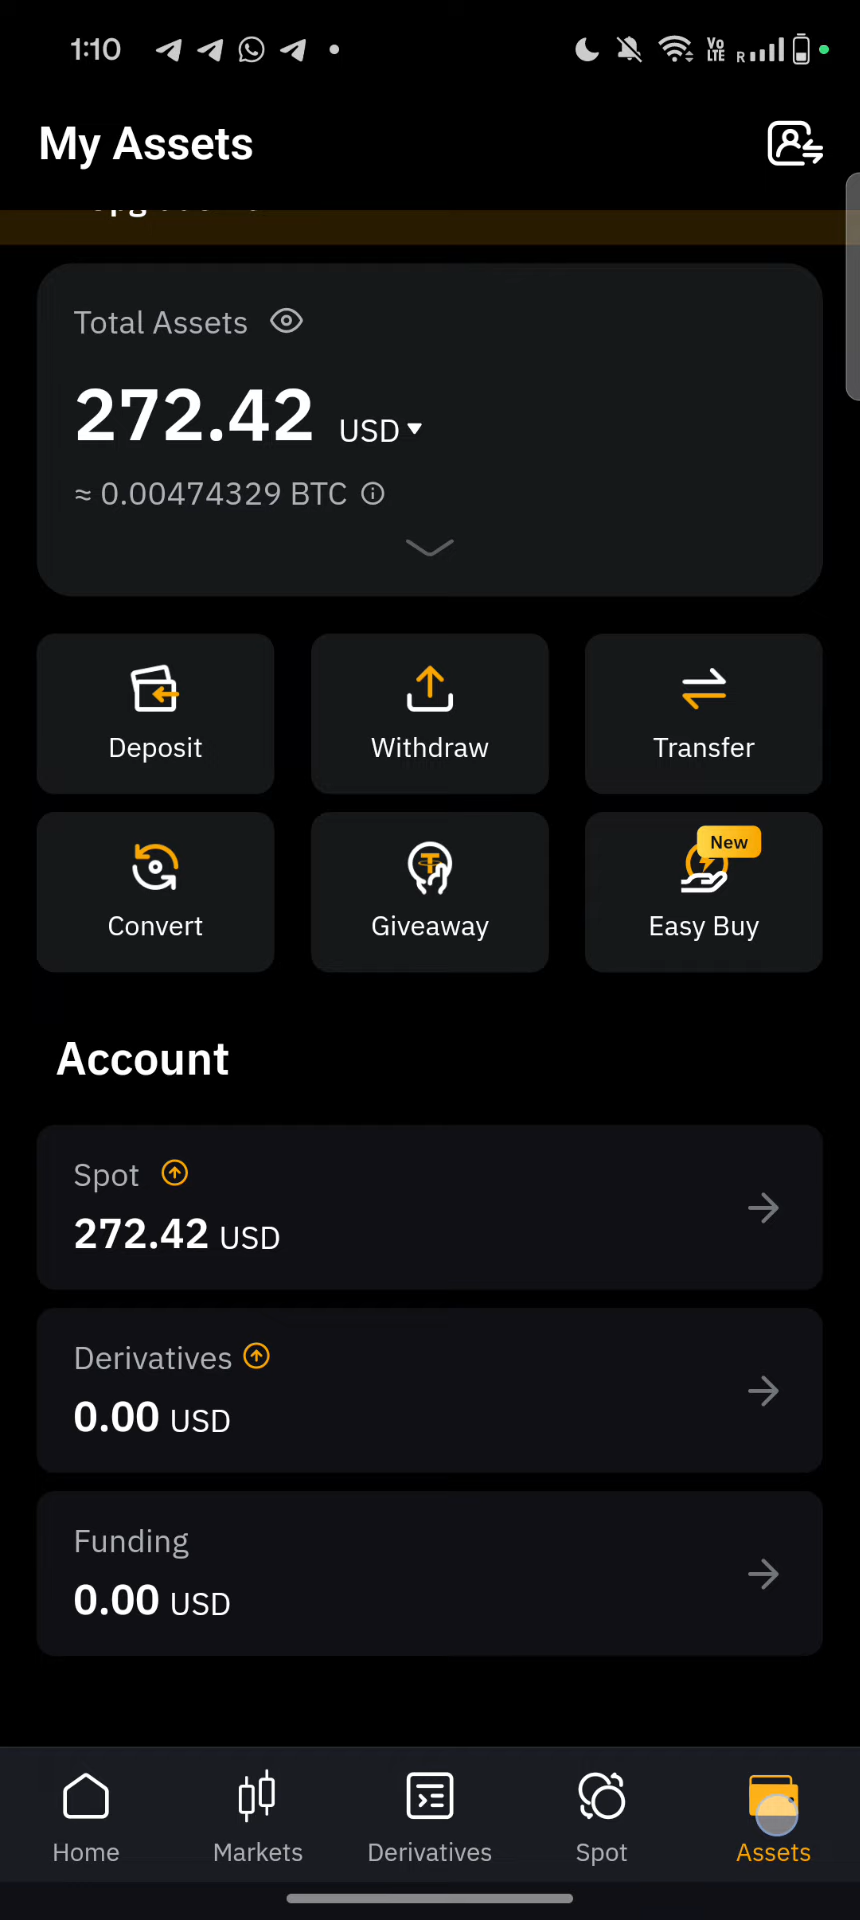 1:10
Vo
LTE
R
My Assets
Total Assets
272.42 USD
≈ 0.00474329 BTC
Deposit
Withdraw
Transfer
Convert
Giveaway
New
Easy Buy
Account
Spot
272.42 USD
Derivatives
0.00 USD
Funding
0.00 USD
Home
Markets
Derivatives
Spot
Assets